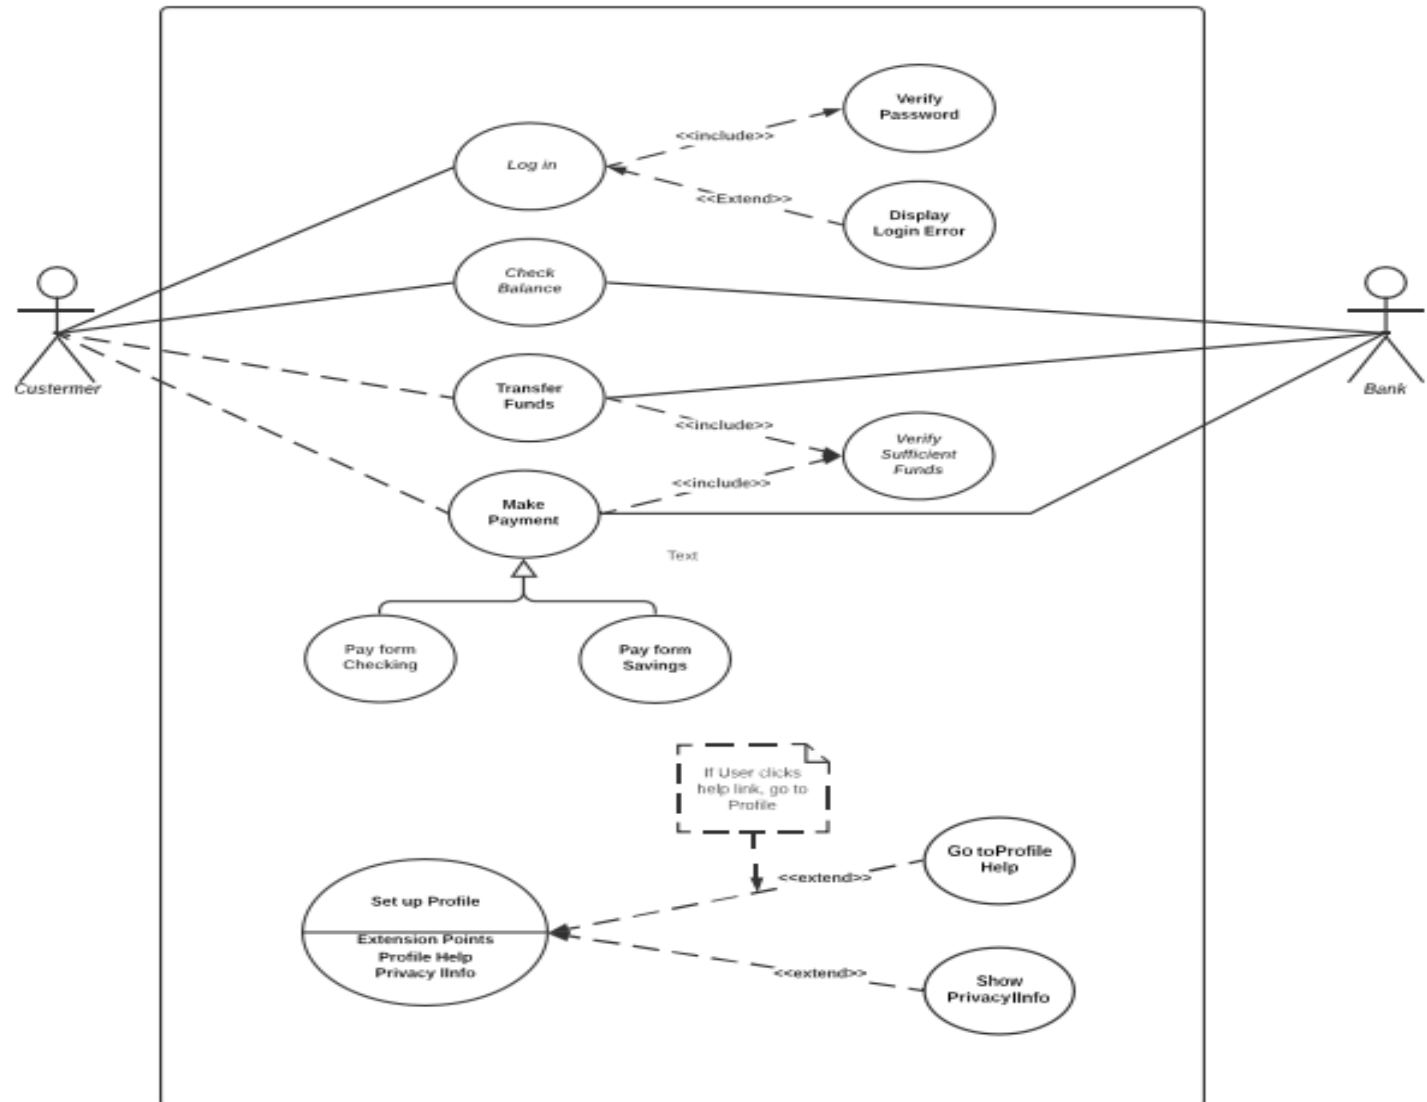 Verify
Password
<<include>>
Log in
<<Extend>>
Display
Login Error
Check
Balance
Custermer
Bank
Transfer
Funds
<<include>>
Verify
Sufficient
Funds
<<include>>
Make
Payment
Text
Pay form
Checking
Pay form
Savings
If User clicks
help link, go to
Profile
Go toProfile
Help
<<extend>>
Set up Profile
Extension Points
Profile Help
Privacy IInfo
<<extend>>
Show
PrivacyIInfo